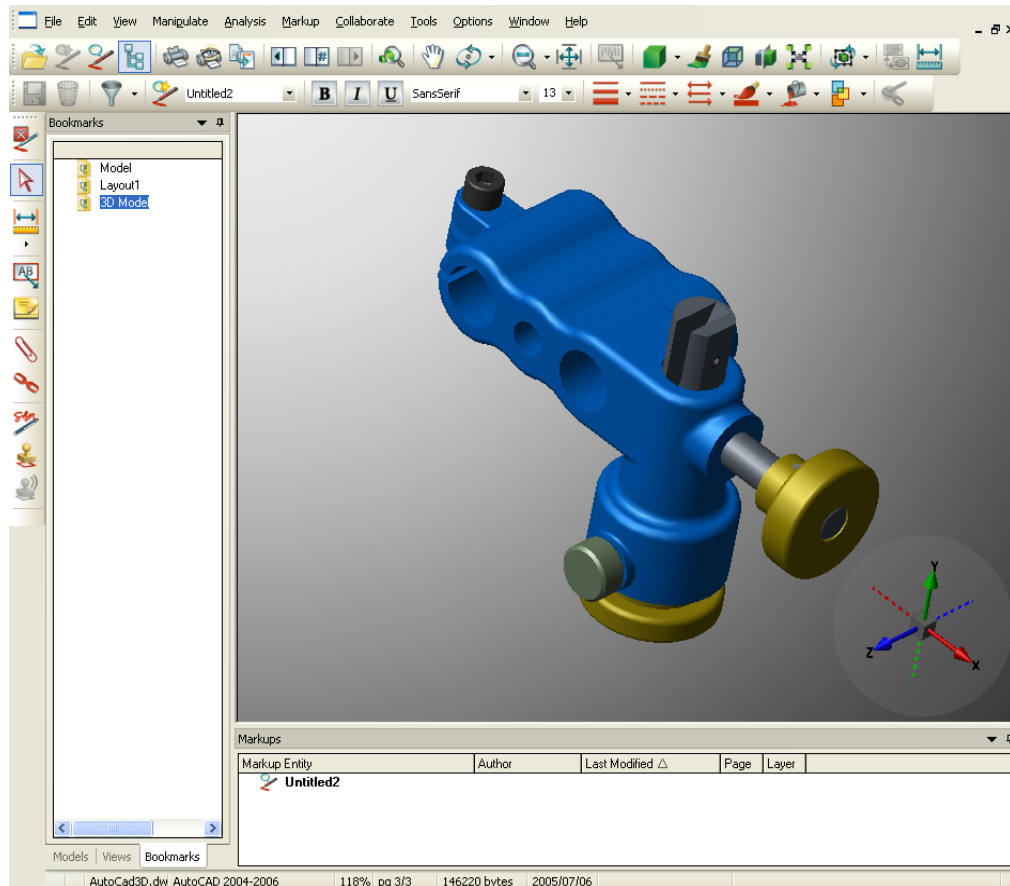 File Edit View Manipulate Analysis Markup Collaborate Tools Options Window Help
# PMI
Untitled2 B I U SansSerif 13
Bookmarks
Model
Layout1
3D Model
AB
Y
Z
X
Markups
Markup Entity Author Last Modified △ Page Layer
Untitled2
Models Views Bookmarks
AutoCad3D.dw AutoCAD 2004-2006 118% pg 3/3 146220 bytes 2005/07/06